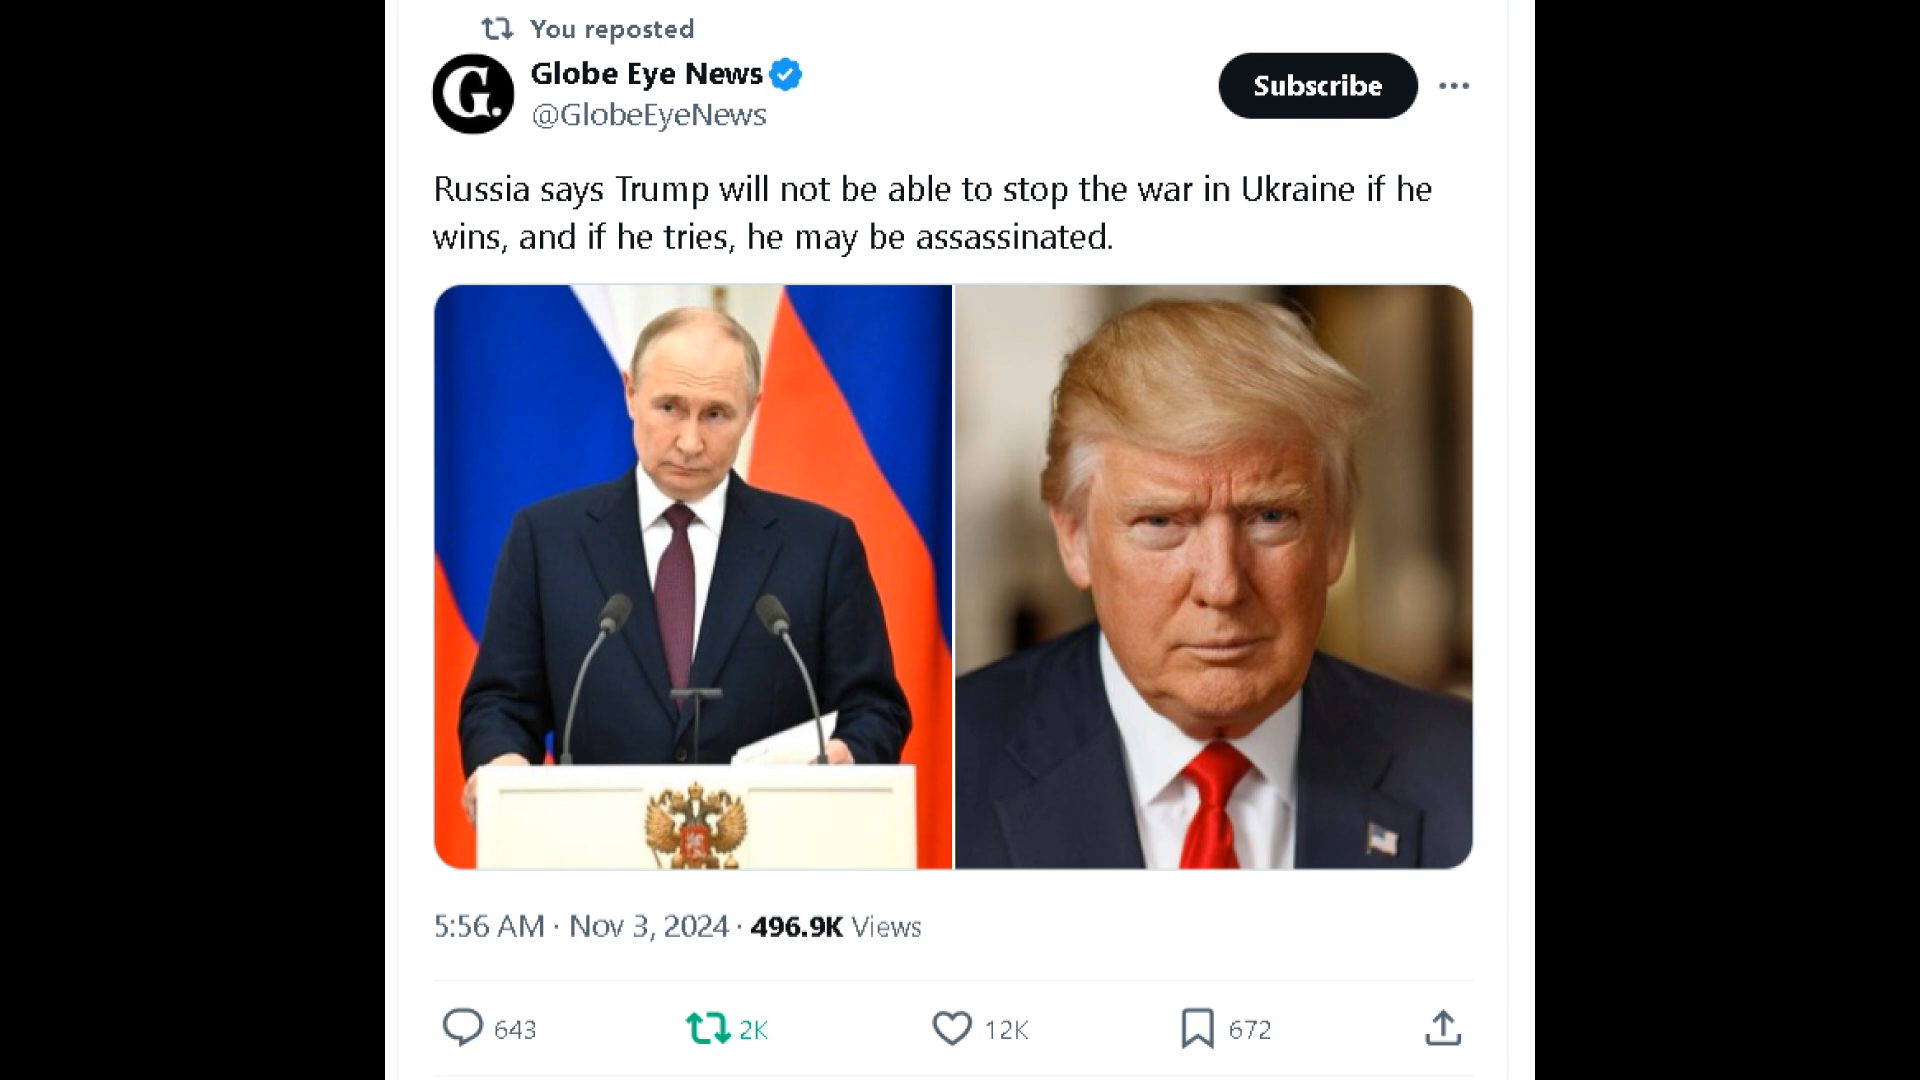 You reposted
G.
Globe Eye News
@GlobeEyeNews
Subscribe
Russia says Trump will not be able to stop the war in Ukraine if he
wins, and if he tries, he may be assassinated.
5:56 AM · Nov 3, 2024 · 496.9K Views
643
2K
12K
672